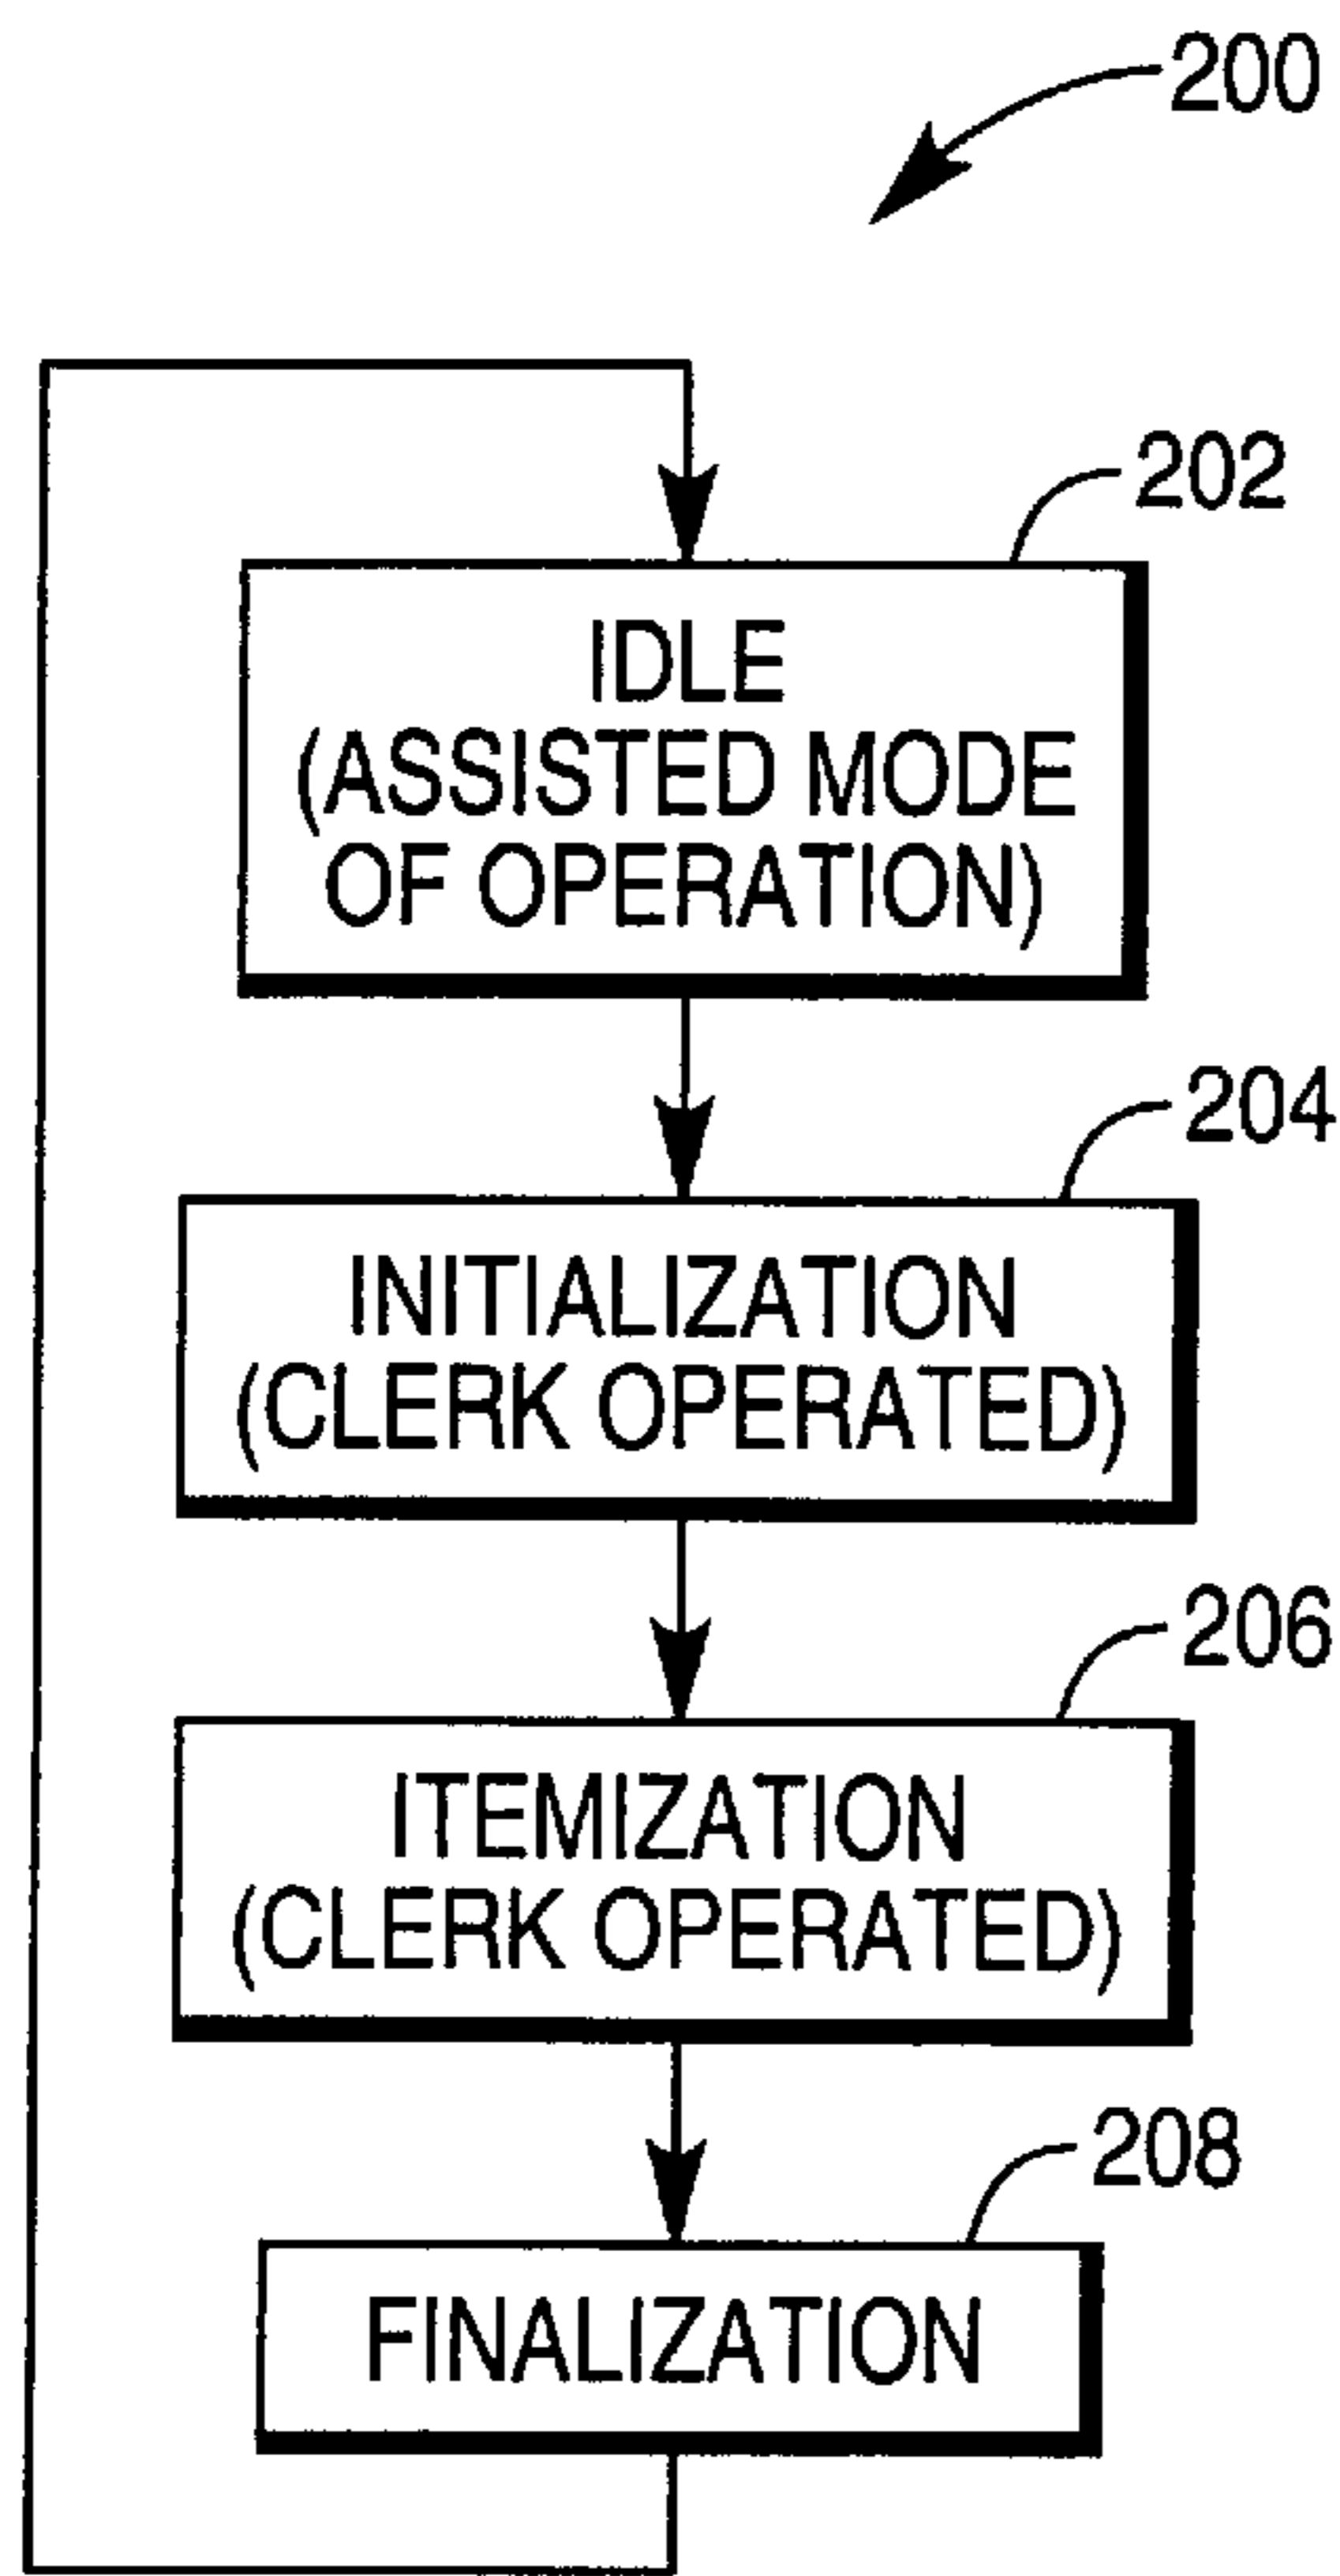 200
202
IDLE
(ASSISTED MODE
OF OPERATION)
204
INITIALIZATION
(CLERK OPERATED)
206
ITEMIZATION
(CLERK OPERATED)
208
FINALIZATION